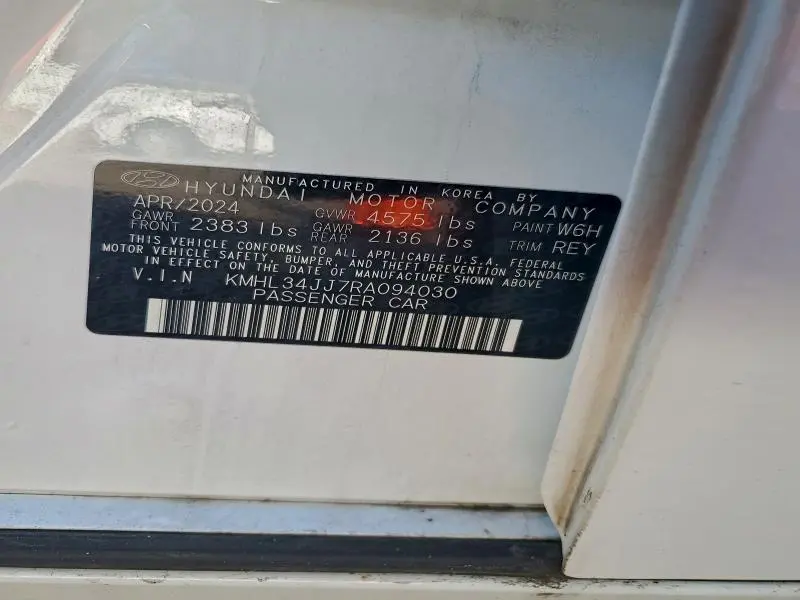 MANUFACTURED IN KOREA BY
HYUNDAI MOTOR COMPANY
APR/2024 GVWR 4575 lbs PAINT W6H
GAWR FRONT 2383 lbs GAWR REAR 2136 lbs TRIM REY
THIS VEHICLE CONFORMS TO ALL APPLICABLE U.S.A. FEDERAL
MOTOR VEHICLE SAFETY, BUMPER, AND THEFT PREVENTION STANDARDS
IN EFFECT ON THE DATE OF MANUFACTURE SHOWN ABOVE
V.I.N KMHL34JJ7RA094030
PASSENGER CAR